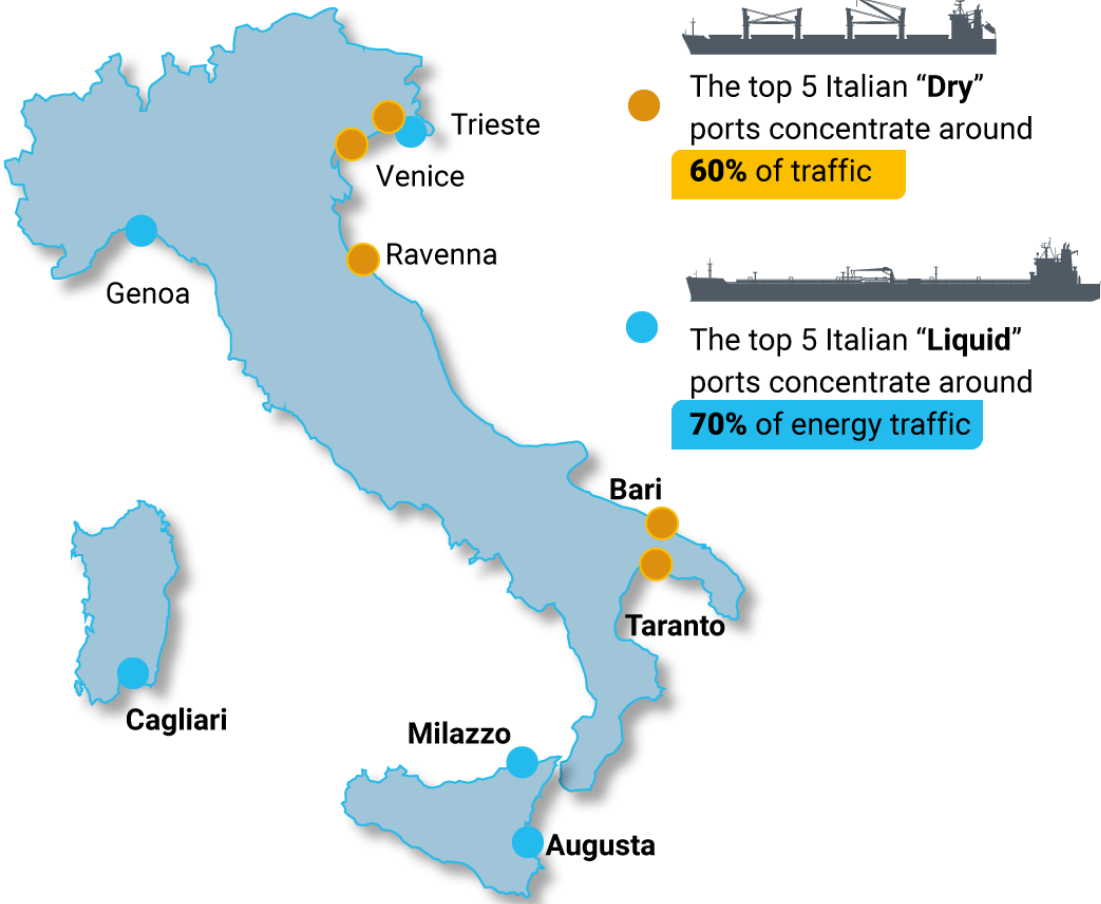 The top 5 Italian “Dry”
ports concentrate around
60% of traffic
Trieste
Venice
Ravenna
Genoa
The top 5 Italian “Liquid”
ports concentrate around
70% of energy traffic
Bari
Taranto
Cagliari
Milazzo
Augusta